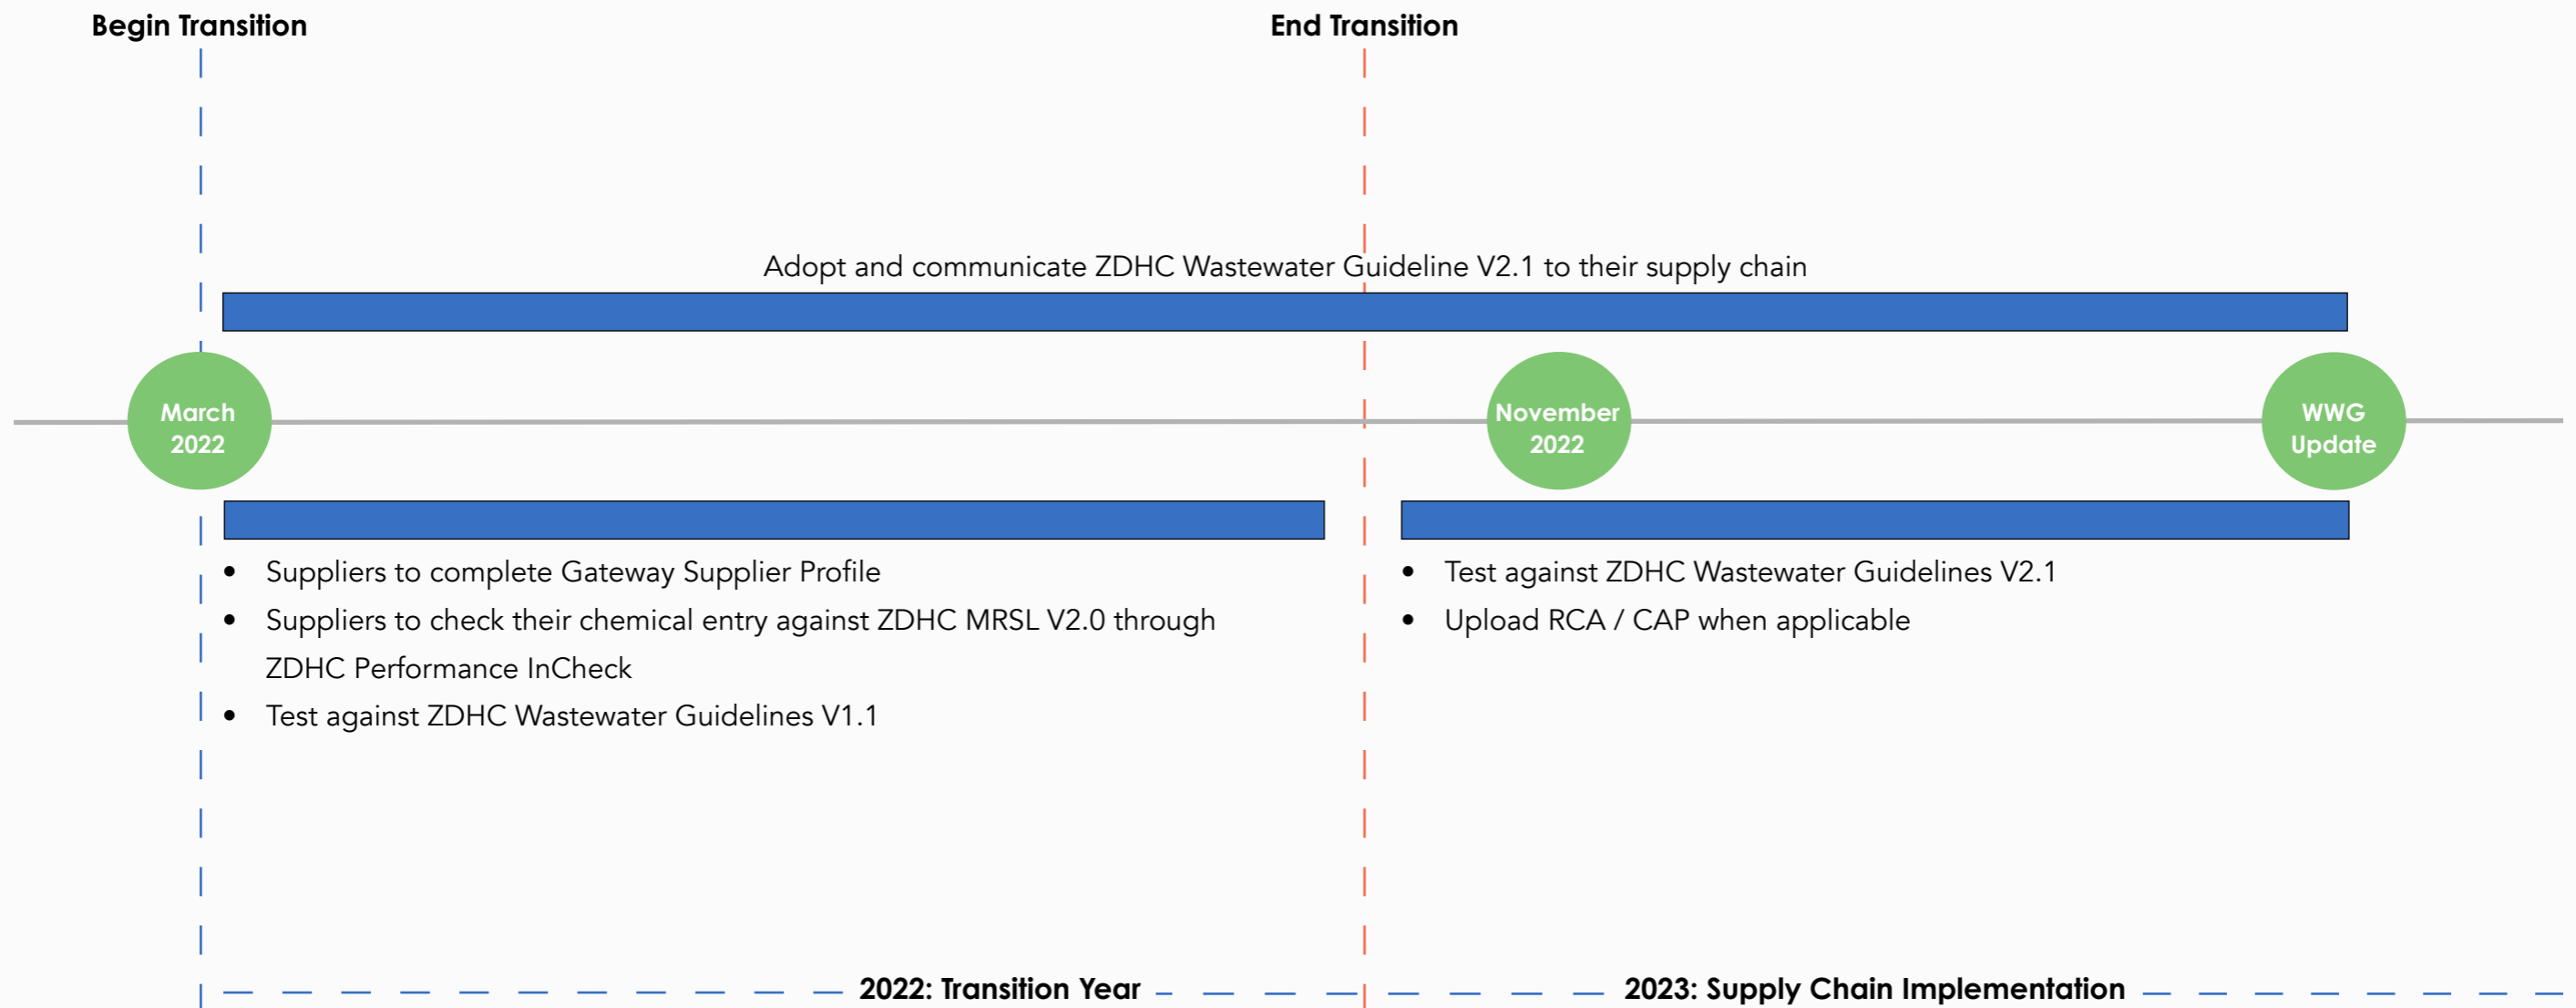 Begin Transition
End Transition
Adopt and communicate ZDHC Wastewater Guideline V2.1 to their supply chain
March
2022
November
2022
WWG
Update
• Suppliers to complete Gateway Supplier Profile
• Suppliers to check their chemical entry against ZDHC MRSL V2.0 through
ZDHC Performance InCheck
• Test against ZDHC Wastewater Guidelines V1.1
• Test against ZDHC Wastewater Guidelines V2.1
• Upload RCA / CAP when applicable
2022: Transition Year
2023: Supply Chain Implementation